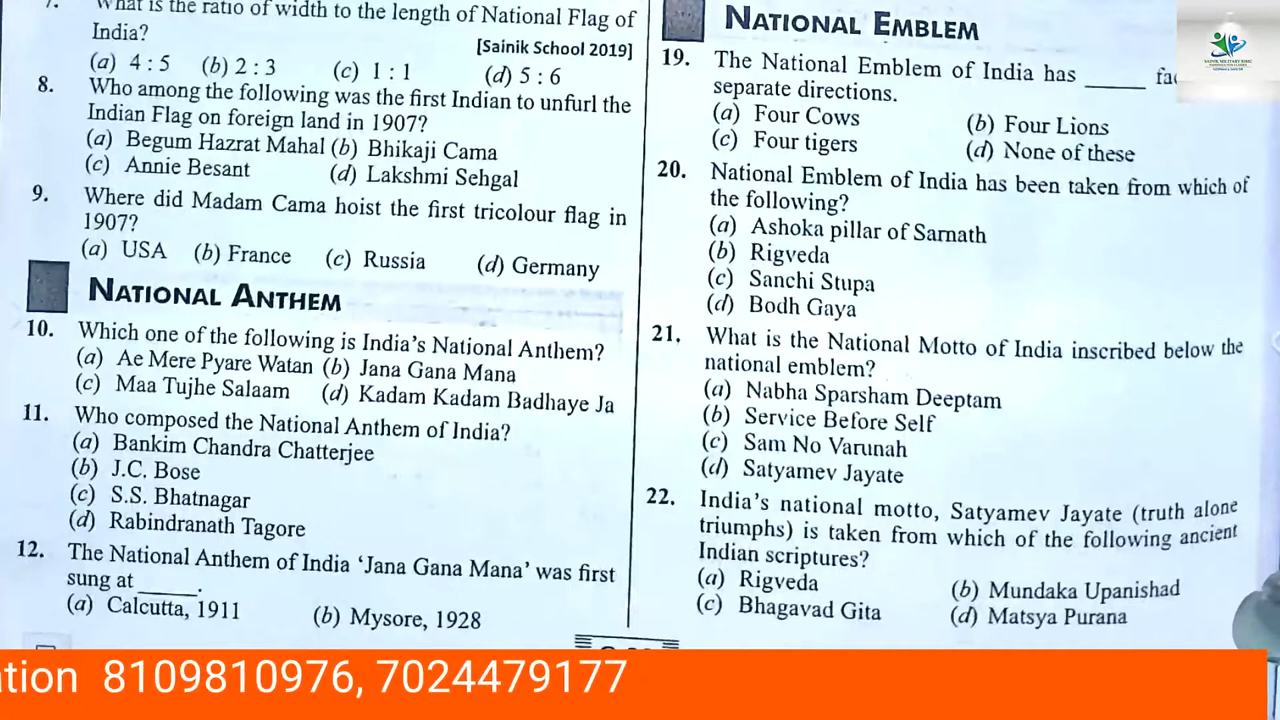 7. What is the ratio of width to the length of National Flag of
India?
[Sainik School 2019]
(a) 4 : 5 (b) 2 : 3 (c) 1 : 1 (d) 5 : 6
8. Who among the following was the first Indian to unfurl the
Indian Flag on foreign land in 1907?
(a) Begum Hazrat Mahal (b) Bhikaji Cama
(c) Annie Besant (d) Lakshmi Sehgal
9. Where did Madam Cama hoist the first tricolour flag in
1907?
(a) USA (b) France (c) Russia (d) Germany
NATIONAL ANTHEM
10. Which one of the following is India's National Anthem?
(a) Ae Mere Pyare Watan (b) Jana Gana Mana
(c) Maa Tujhe Salaam (d) Kadam Kadam Badhaye Ja
11. Who composed the National Anthem of India?
(a) Bankim Chandra Chatterjee
(b) J.C. Bose
(c) S.S. Bhatnagar
(d) Rabindranath Tagore
12. The National Anthem of India 'Jana Gana Mana' was first
sung at _____.
(a) Calcutta, 1911 (b) Mysore, 1928
NATIONAL EMBLEM
19. The National Emblem of India has _____
separate directions.
(a) Four Cows (b) Four Lions
(c) Four tigers (d) None of these
20. National Emblem of India has been taken from which of
the following?
(a) Ashoka pillar of Sarnath
(b) Rigveda
(c) Sanchi Stupa
(d) Bodh Gaya
21. What is the National Motto of India inscribed below the
national emblem?
(a) Nabha Sparsham Deeptam
(b) Service Before Self
(c) Sam No Varunah
(d) Satyamev Jayate
22. India's national motto, Satyamev Jayate (truth alone
triumphs) is taken from which of the following ancient
Indian scriptures?
(a) Rigveda (b) Mundaka Upanishad
(c) Bhagavad Gita (d) Matsya Purana
ation 8109810976, 7024479177